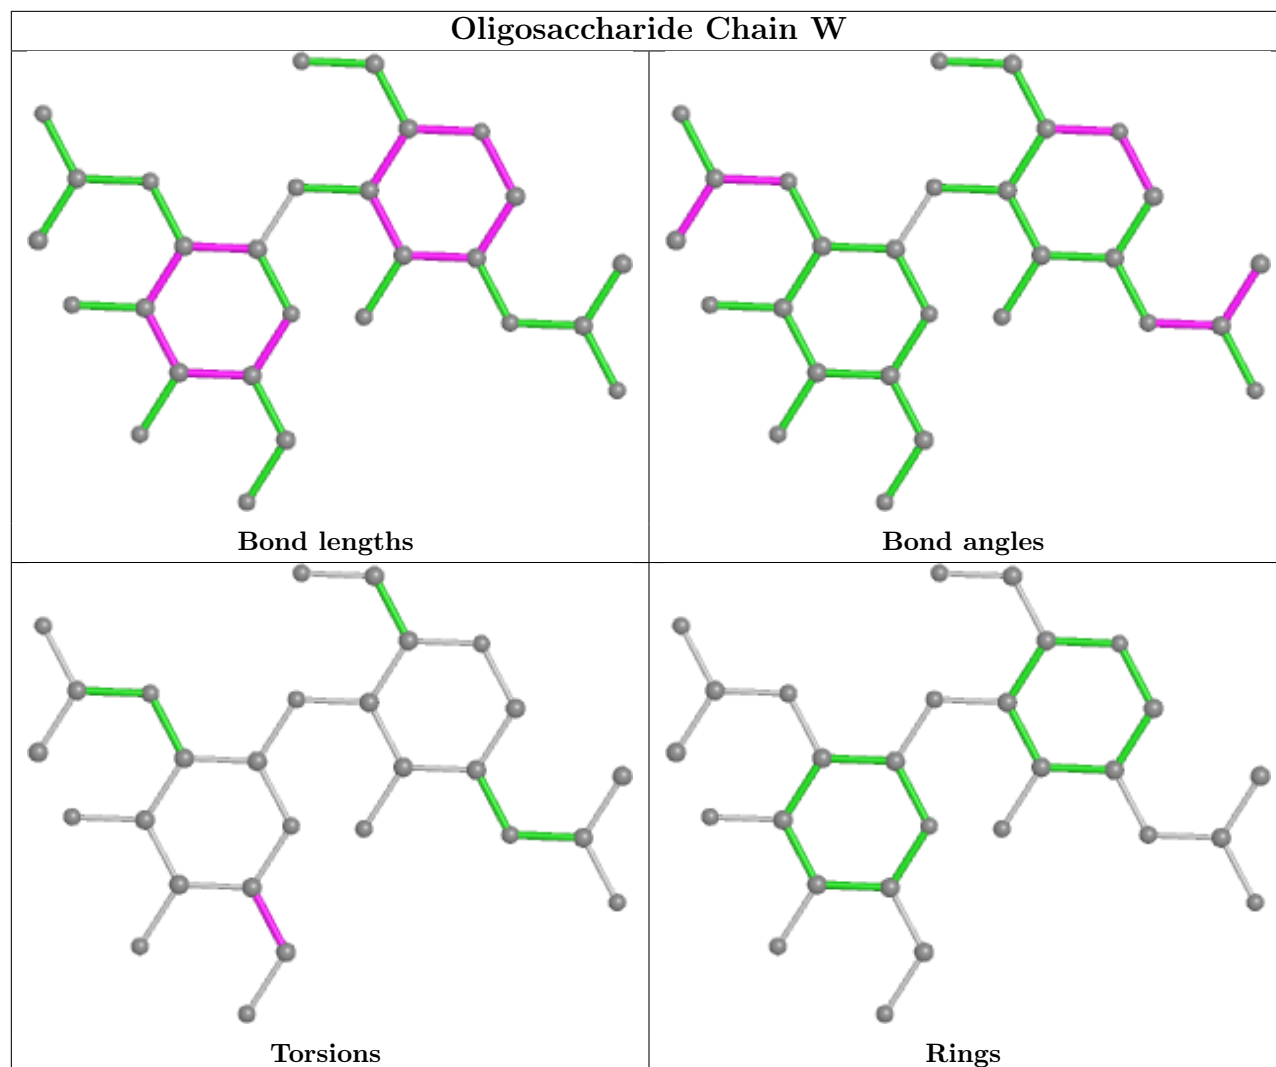 Oligosaccharide Chain W
Bond lengths
Bond angles
Torsions
Rings